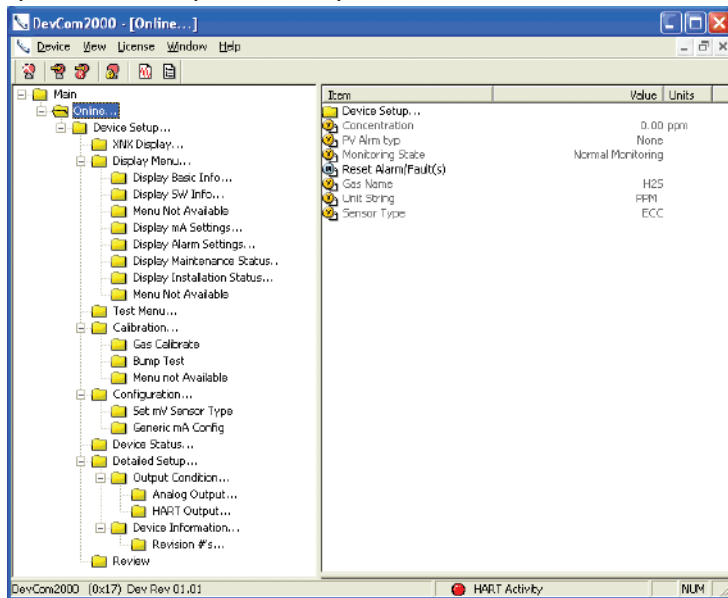 DevCom2000 - [Online...]
Device View License Window Help
Main
Online...
Device Setup...
XNX Display...
Display Menu...
Display Basic Info...
Display SW Info...
Menu Not Available
Display mA Settings...
Display Alarm Settings...
Display Maintenance Status..
Display Installation Status...
Menu Not Available
Test Menu...
Calibration...
Gas Calibrate
Bump Test
Menu not Available
Configuration...
Set mV Sensor Type
Generic mA Config
Device Status...
Detailed Setup...
Output Condition...
Analog Output...
HART Output...
Device Information...
Revision #'s...
Review
Item Value Units
Device Setup...
Concentration 0.00 ppm
PV Alrm typ None
Monitoring State Normal Monitoring
Reset Alarm/Fault(s)
Gas Name H2S
Unit String PPM
Sensor Type ECC
DevCom2000 (0x17) Dev Rev 01.01 HART Activity NUM